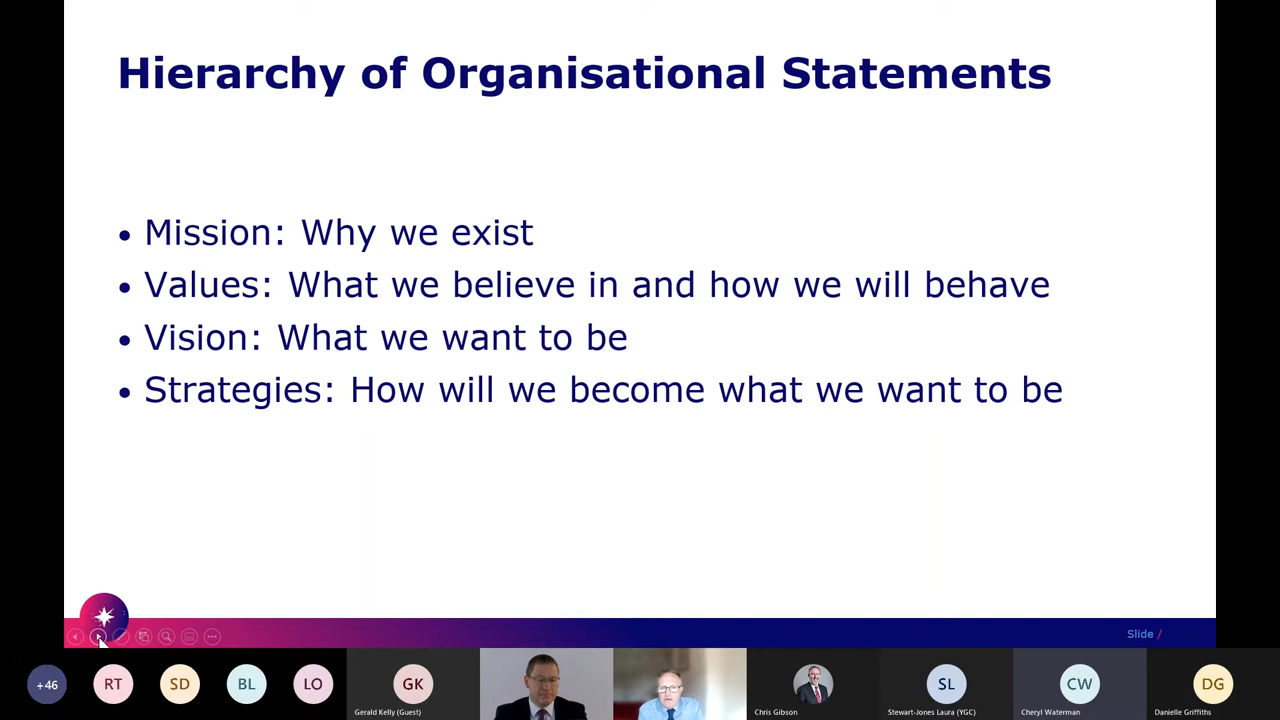 Hierarchy of Organisational Statements
• Mission: Why we exist
• Values: What we believe in and how we will behave
• Vision: What we want to be
• Strategies: How will we become what we want to be
Slide /
+46
RT
SD
BL
LO
GK
Gerald Kelly (Guest)
Chris Gibson
SL
Stewart-Jones Laura (YGC)
CW
Cheryl Waterman
DG
Danielle Griffiths